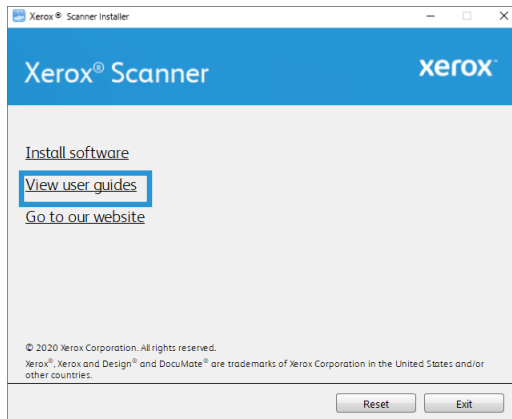 Xerox® Scanner Installer
Xerox® Scanner
xerox™
Install software
View user guides
Go to our website
© 2020 Xerox Corporation. All rights reserved.
Xerox®, Xerox and Design® and DocuMate® are trademarks of Xerox Corporation in the United States and/or
other countries.
Reset
Exit